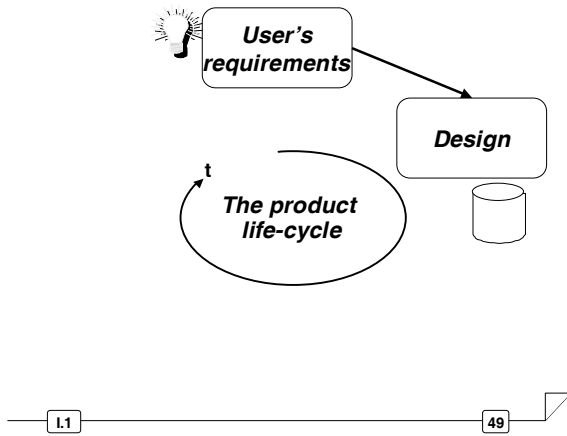 User's
requirements
Design
t
The product
life-cycle
I.1
49